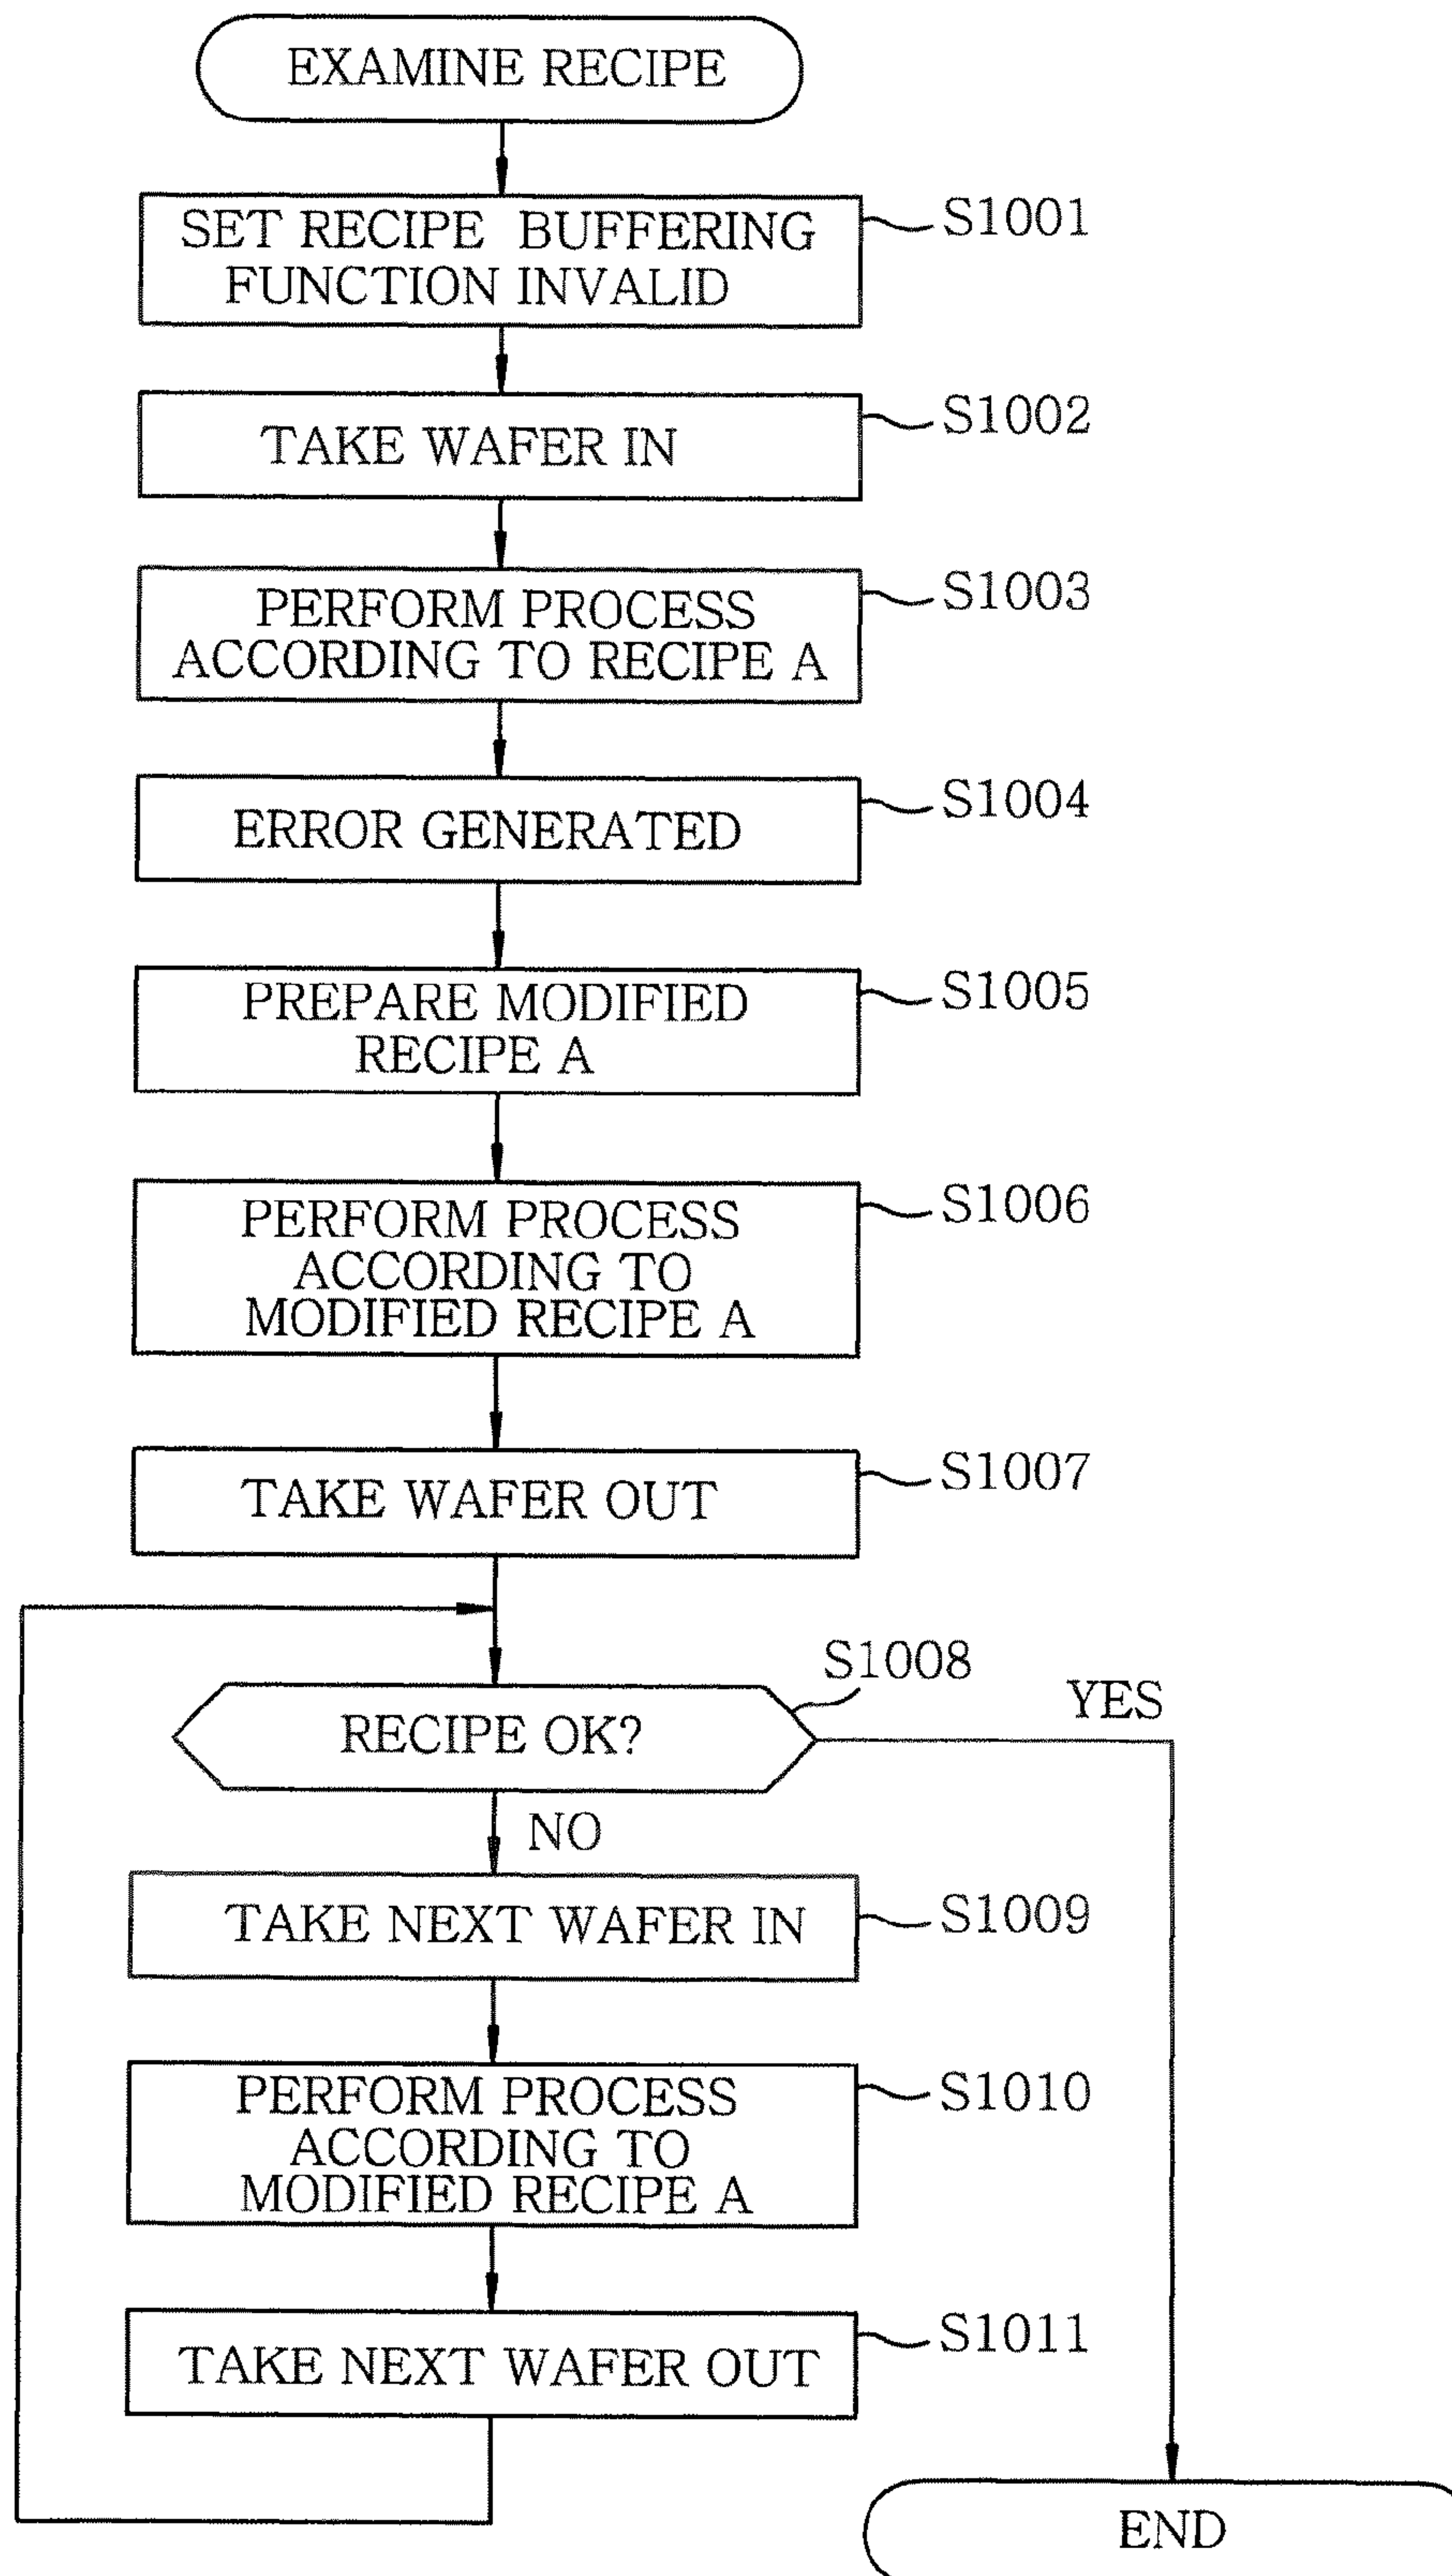 EXAMINE RECIPE
SET RECIPE BUFFERING
FUNCTION INVALID
S1001
TAKE WAFER IN
S1002
PERFORM PROCESS
ACCORDING TO RECIPE A
S1003
ERROR GENERATED
S1004
PREPARE MODIFIED
RECIPE A
S1005
PERFORM PROCESS
ACCORDING TO
MODIFIED RECIPE A
S1006
TAKE WAFER OUT
S1007
RECIPE OK?
S1008
YES
NO
TAKE NEXT WAFER IN
S1009
PERFORM PROCESS
ACCORDING TO
MODIFIED RECIPE A
S1010
TAKE NEXT WAFER OUT
S1011
END